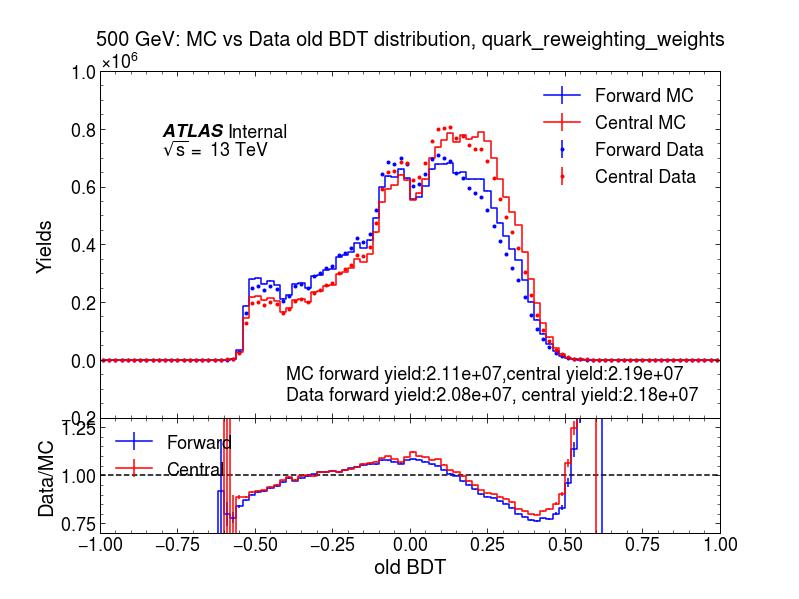 500 GeV: MC vs Data old BDT distribution, quark_reweighting_weights
×10⁶
1.0
0.8
0.6
0.4
0.2
0.0
0.2
Yields
ATLAS Internal
√s = 13 TeV
Forward MC
Central MC
Forward Data
Central Data
MC forward yield:2.11e+07,central yield:2.19e+07
Data forward yield:2.08e+07, central yield:2.18e+07
1.25
1.00
0.75
Data/MC
Forward
Central
−1.00 −0.75 −0.50 −0.25 0.00 0.25 0.50 0.75 1.00
old BDT